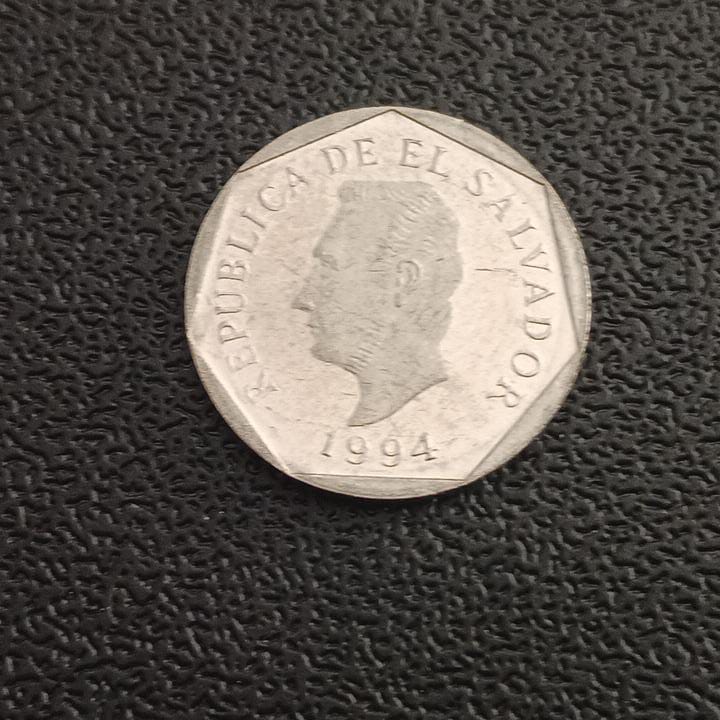 REPUBLICA DE EL SALVADOR
1994